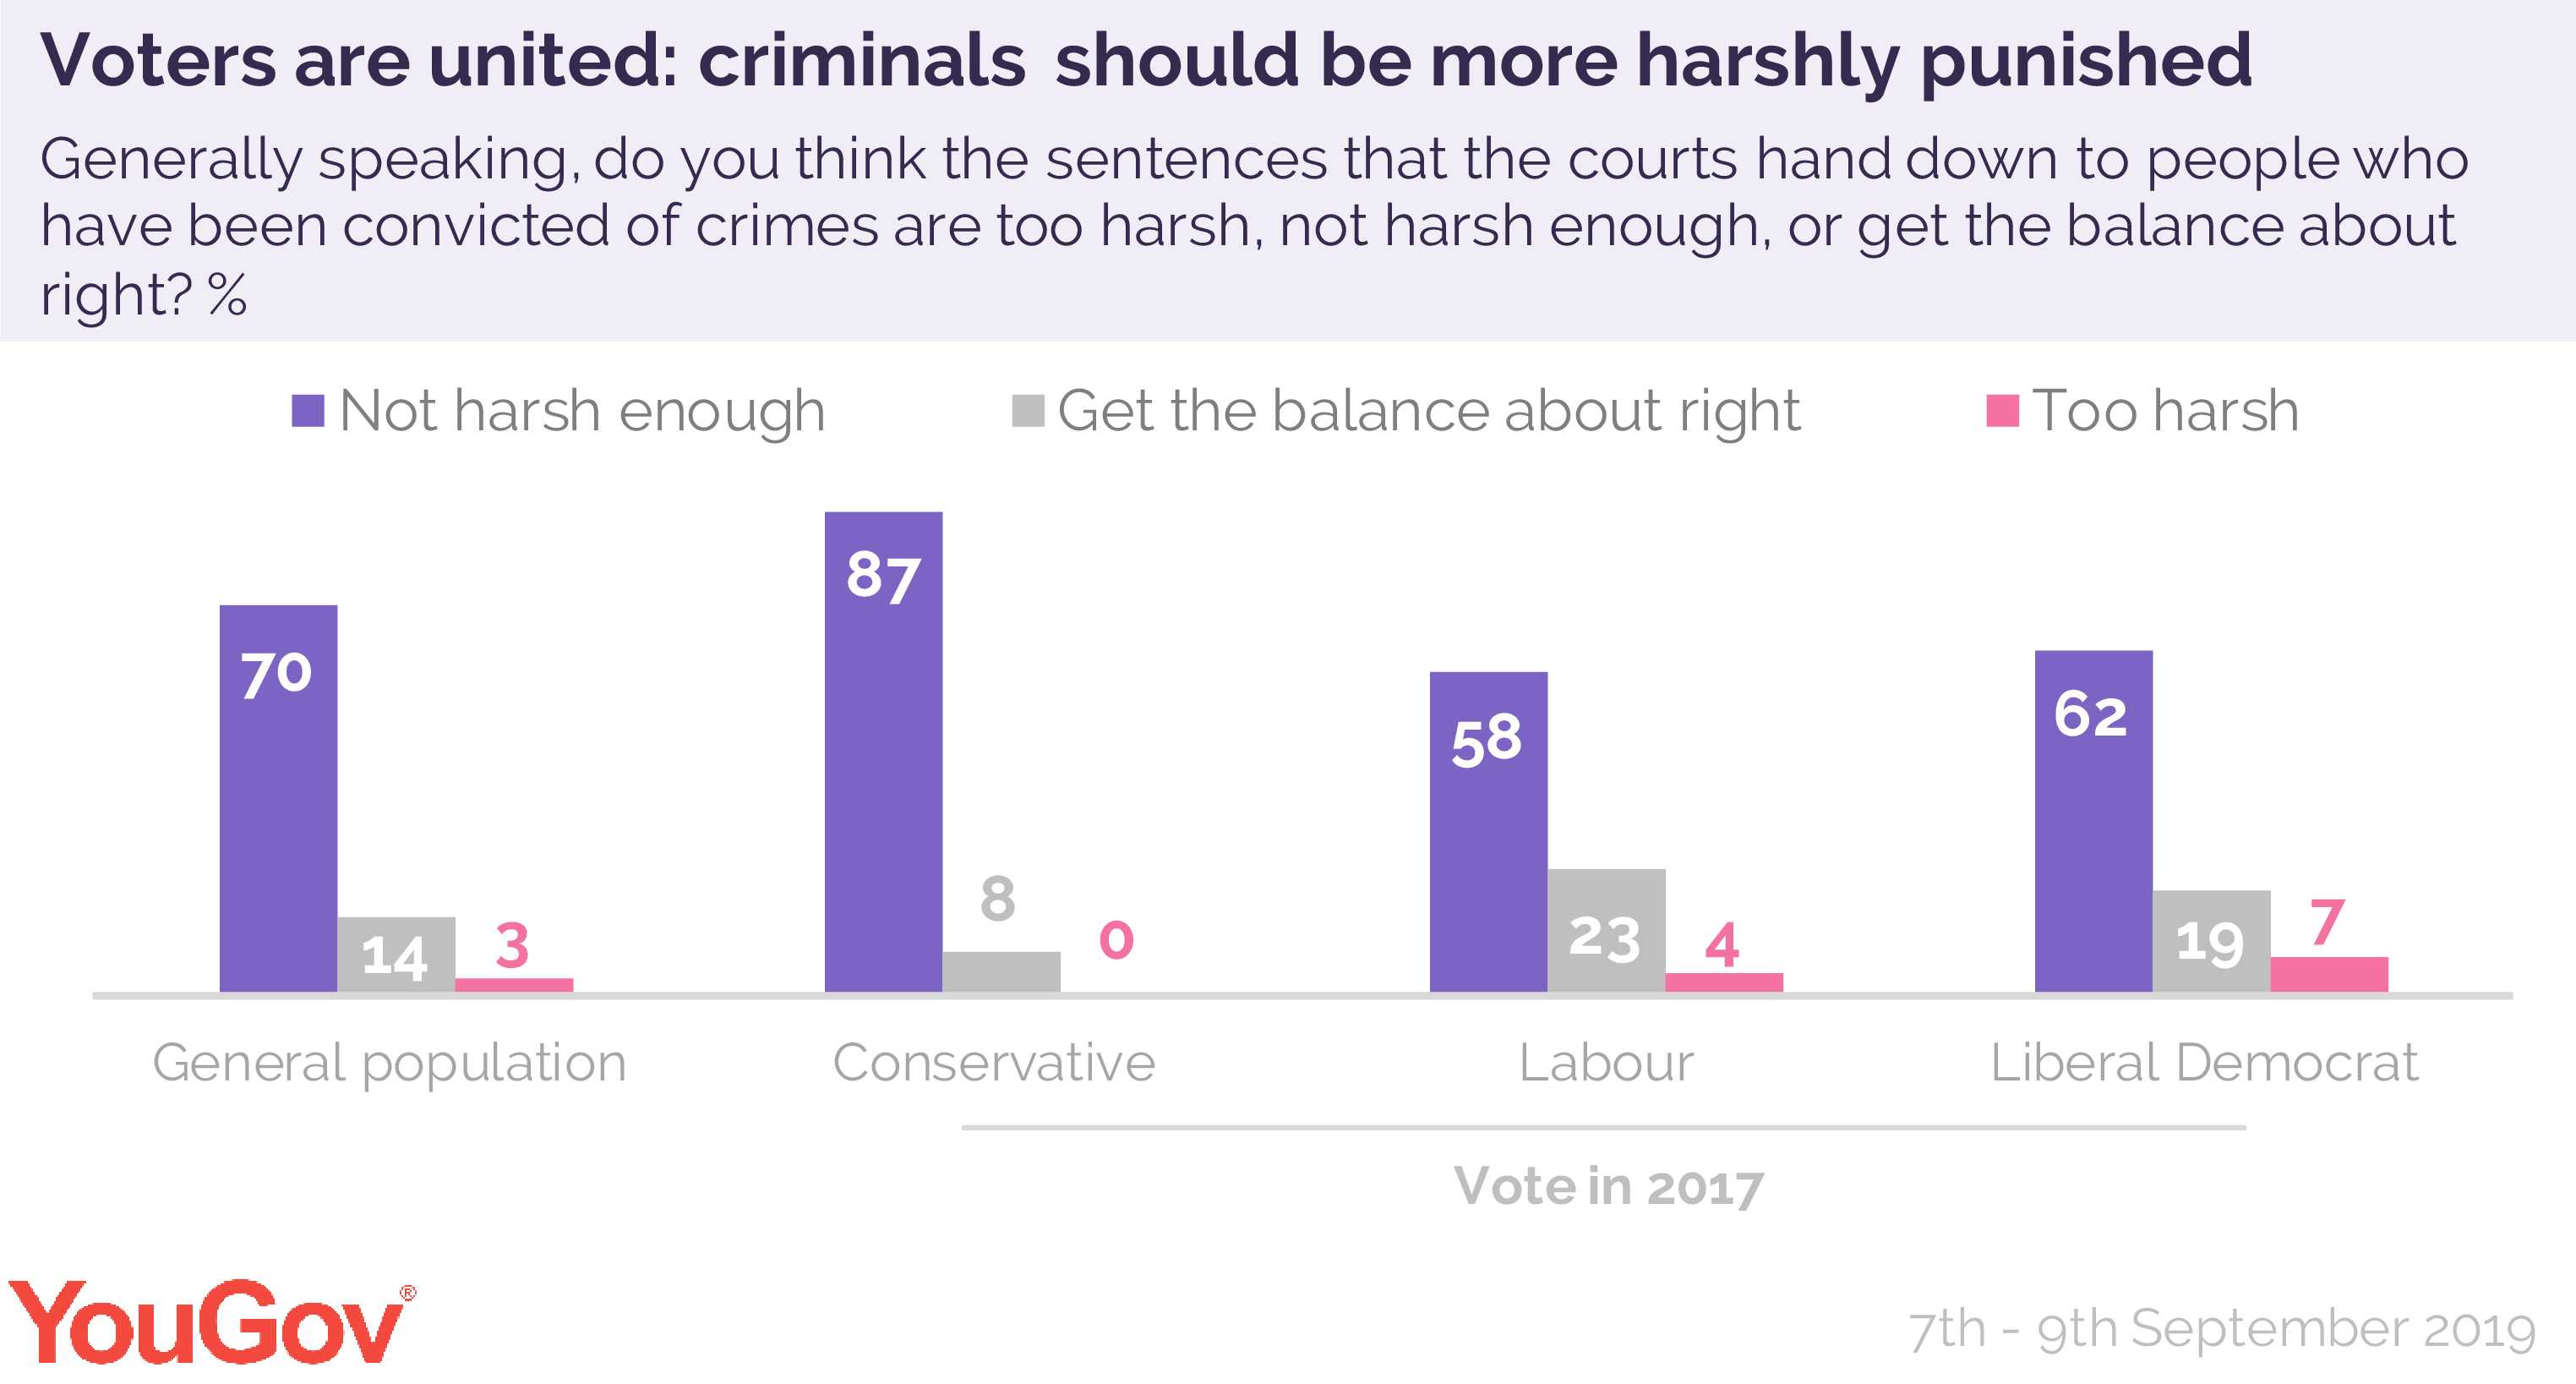 Voters are united: criminals should be more harshly punished
Generally speaking, do you think the sentences that the courts hand down to people who
have been convicted of crimes are too harsh, not harsh enough, or get the balance about
right? %
Not harsh enough
Get the balance about right
Too harsh
70
14
3
87
8
0
58
23
4
62
19
7
General population
Conservative
Labour
Liberal Democrat
Vote in 2017
YouGov®
7th - 9th September 2019